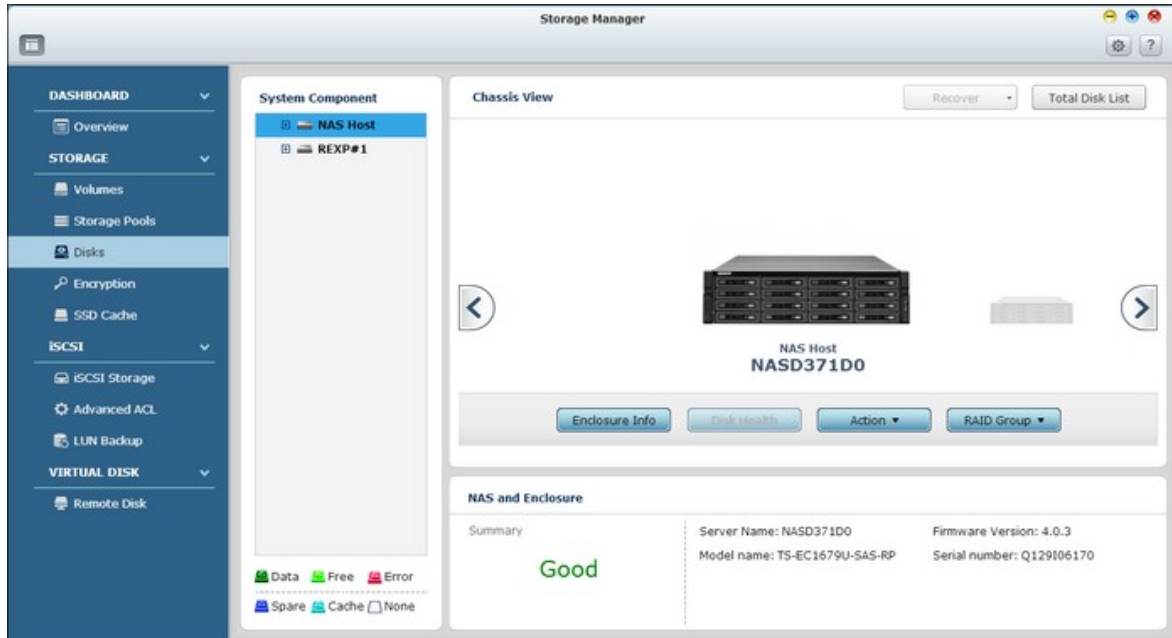 Storage Manager
DASHBOARD
Overview
STORAGE
Volumes
Storage Pools
Disks
Encryption
SSD Cache
iSCSI
iSCSI Storage
Advanced ACL
LUN Backup
VIRTUAL DISK
Remote Disk
System Component
NAS Host
REXP#1
Data Free Error
Spare Cache None
Chassis View
Recover Total Disk List
NAS Host
NASD371D0
Enclosure Info Disk Health Action RAID Group
NAS and Enclosure
Summary
Good
Server Name: NASD371D0 Firmware Version: 4.0.3
Model name: TS-EC1679U-SAS-RP Serial number: Q129I06170